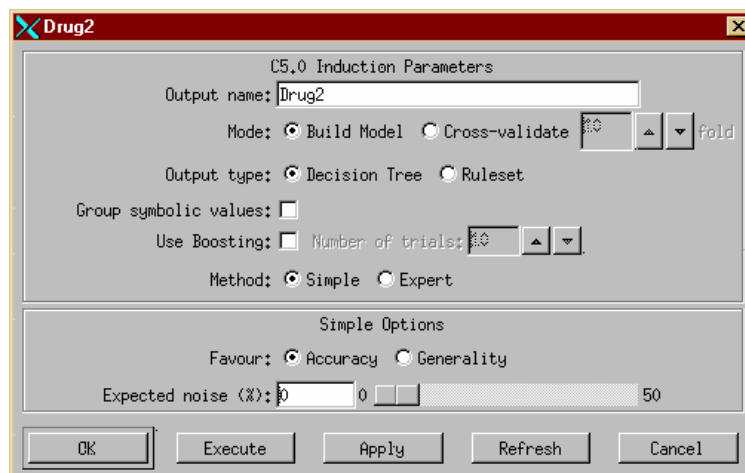 Drug2
C5.0 Induction Parameters
Output name: Drug2
Mode: Build Model Cross-validate 10 fold
Output type: Decision Tree Ruleset
Group symbolic values:
Use Boosting: Number of trials: 10
Method: Simple Expert
Simple Options
Favour: Accuracy Generality
Expected noise (%): 0 0 50
OK Execute Apply Refresh Cancel